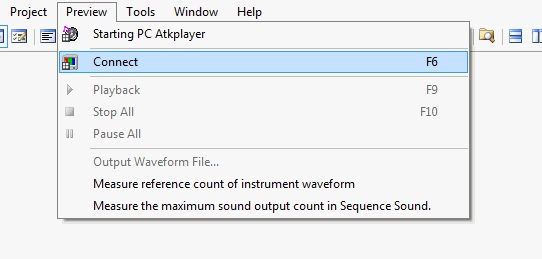 Project Preview Tools Window Help
Starting PC Atkplayer
Connect F6
Playback F9
Stop All F10
Pause All
Output Waveform File...
Measure reference count of instrument waveform
Measure the maximum sound output count in Sequence Sound.